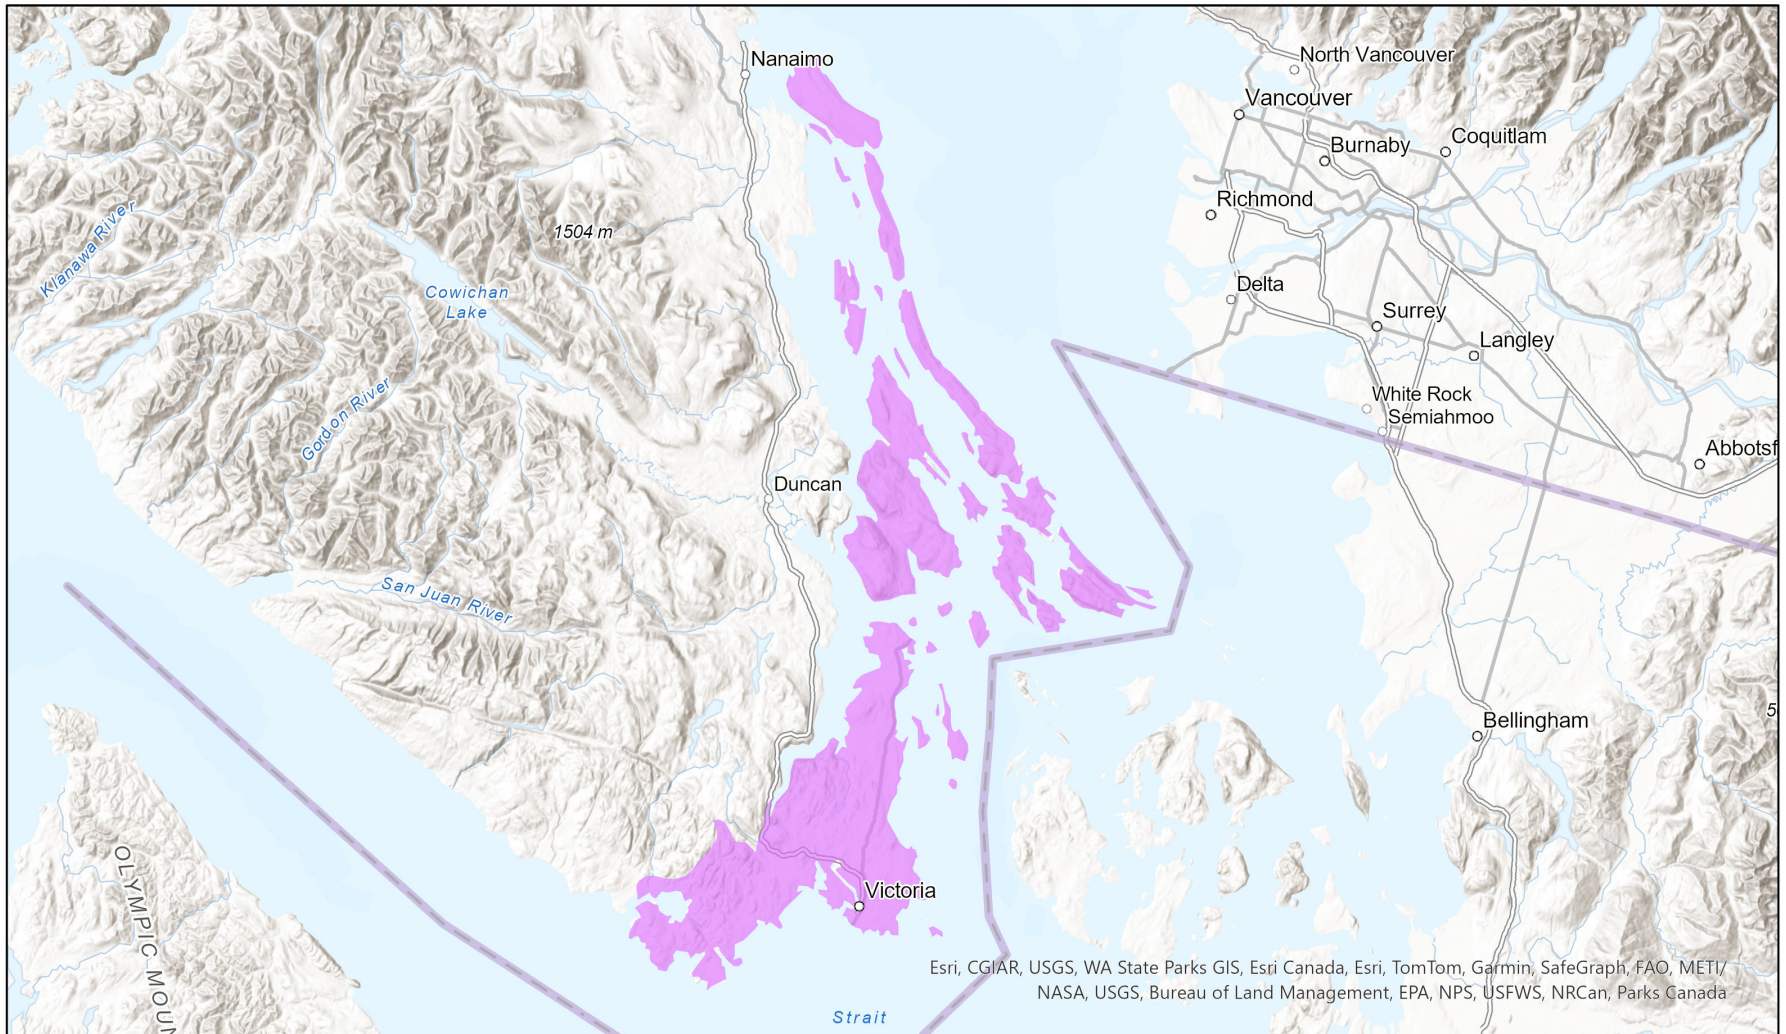 Nanaimo
North Vancouver
Vancouver
Coquitlam
Burnaby
Klanawa River
1504 m
Richmond
Cowichan
Lake
Delta
Surrey
Langley
Gordon River
White Rock
Semiahmoo
Abbotsf
Duncan
San Juan River
5
Bellingham
OLYMPIC MOUN
Victoria
Esri, CGIAR, USGS, WA State Parks GIS, Esri Canada, Esri, TomTom, Garmin, SafeGraph, FAO, METI/
NASA, USGS, Bureau of Land Management, EPA, NPS, USFWS, NRCan, Parks Canada
Strait